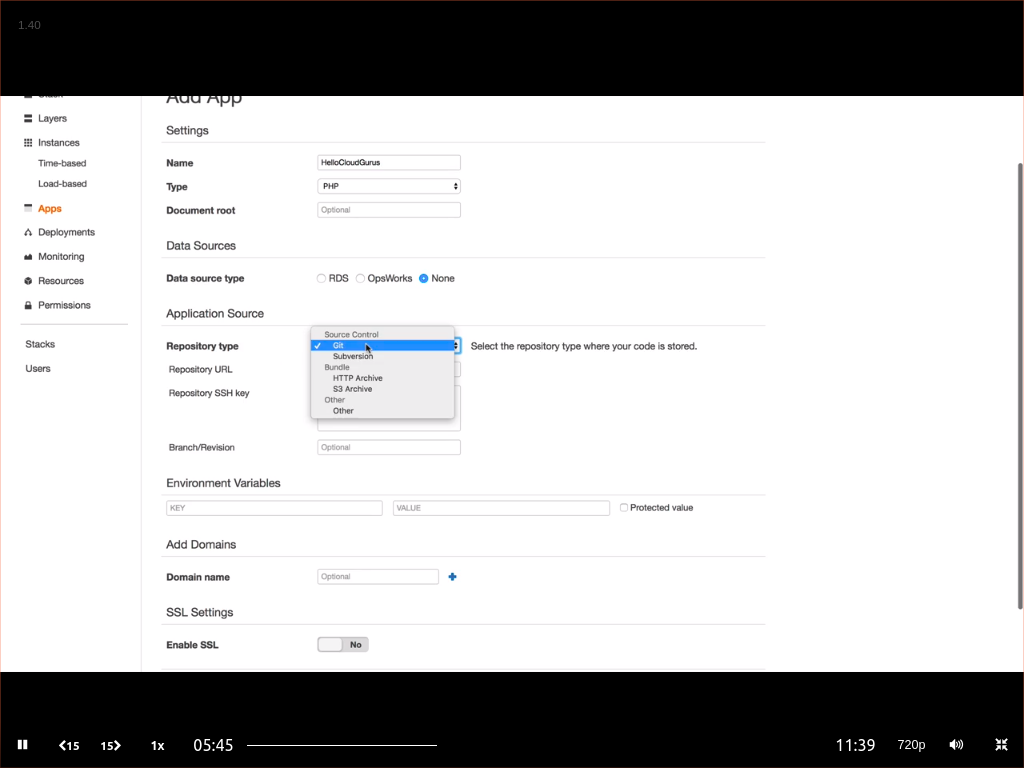 1.40
Add App
Layers
Settings
Instances
Time-based
Name HelloCloudGurus
Load-based
Type PHP
Apps
Document root Optional
Deployments
Data Sources
Monitoring
Resources
Data source type RDS OpsWorks None
Permissions
Application Source
Source Control
Stacks
Repository type Git Select the repository type where your code is stored.
Subversion
Users
Repository URL Bundle
HTTP Archive
Repository SSH key S3 Archive
Other
Other
Branch/Revision Optional
Environment Variables
KEY VALUE Protected value
Add Domains
Domain name Optional
SSL Settings
Enable SSL No
15 15 1x 05:45 11:39 720p